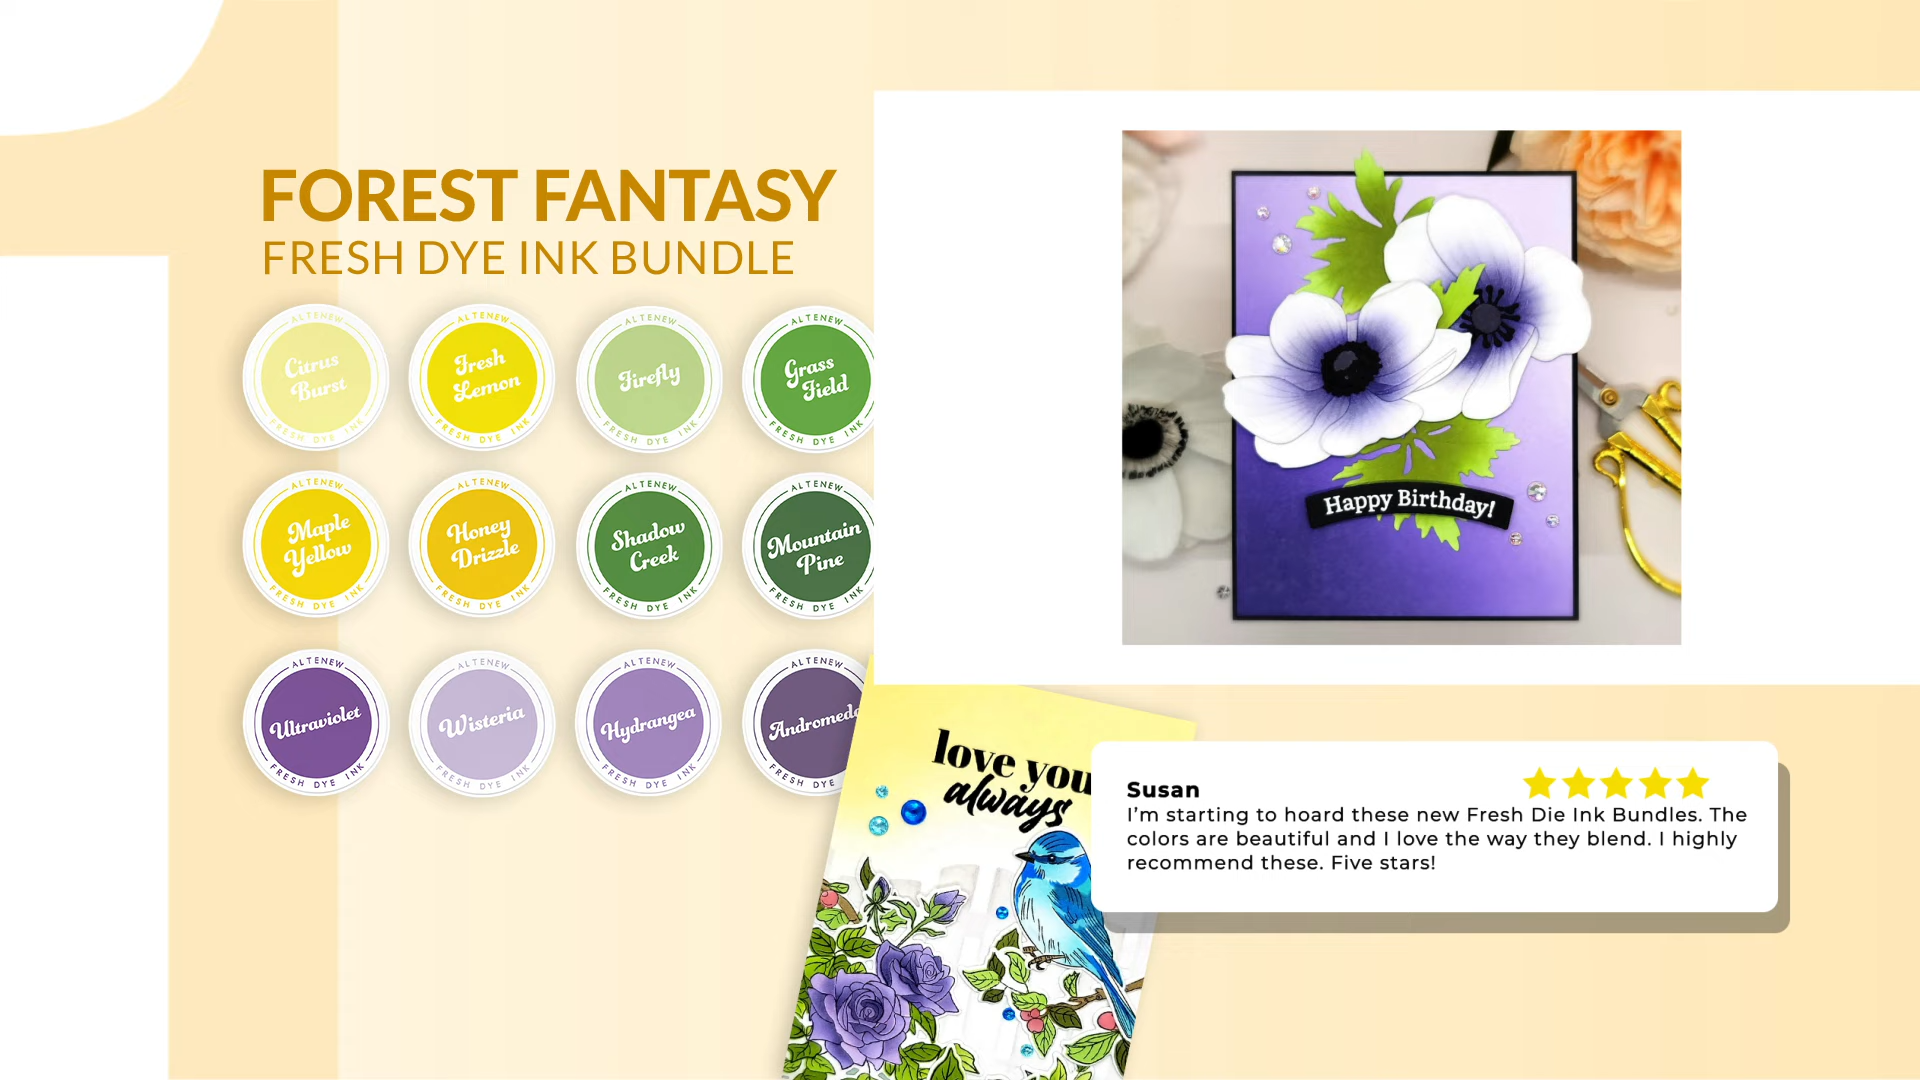 1
FOREST FANTASY
FRESH DYE INK BUNDLE
ALTENEW
Citrus
Burst
FRESH DYE INK
ALTENEW
Fresh
Lemon
FRESH DYE INK
ALTENEW
Firefly
FRESH DYE INK
ALTENEW
Grass
Field
FRESH DYE INK
ALTENEW
Maple
Yellow
FRESH DYE INK
ALTENEW
Honey
Drizzle
FRESH DYE INK
ALTENEW
Shadow
Creek
FRESH DYE INK
ALTENEW
Mountain
Pine
FRESH DYE INK
ALTENEW
Ultraviolet
FRESH DYE INK
ALTENEW
Wisteria
FRESH DYE INK
ALTENEW
Hydrangea
FRESH DYE INK
ALTENEW
Andromeda
FRESH DYE
Happy Birthday!
love you
always
Susan
I’m starting to hoard these new Fresh Die Ink Bundles. The
colors are beautiful and I love the way they blend. I highly
recommend these. Five stars!